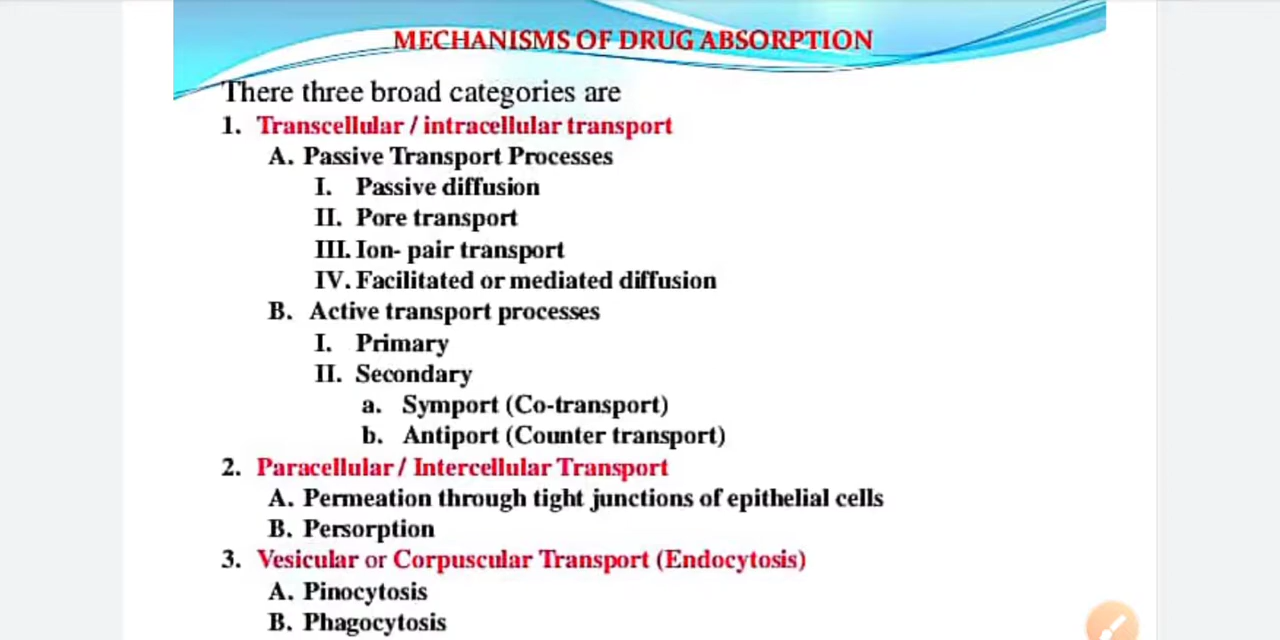 MECHANISMS OF DRUG ABSORPTION
There three broad categories are
1. Transcellular / intracellular transport
A. Passive Transport Processes
I. Passive diffusion
II. Pore transport
III. Ion- pair transport
IV. Facilitated or mediated diffusion
B. Active transport processes
I. Primary
II. Secondary
a. Symport (Co-transport)
b. Antiport (Counter transport)
2. Paracellular / Intercellular Transport
A. Permeation through tight junctions of epithelial cells
B. Persorption
3. Vesicular or Corpuscular Transport (Endocytosis)
A. Pinocytosis
B. Phagocytosis